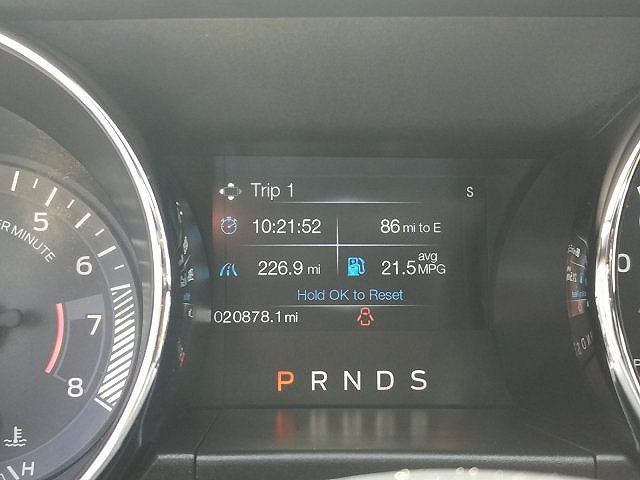 Trip 1
S
10:21:52
86 mi to E
226.9 mi
21.5 avg MPG
Hold OK to Reset
020878.1 mi
P R N D S
5
6
7
8
H
ER MINUTE
0